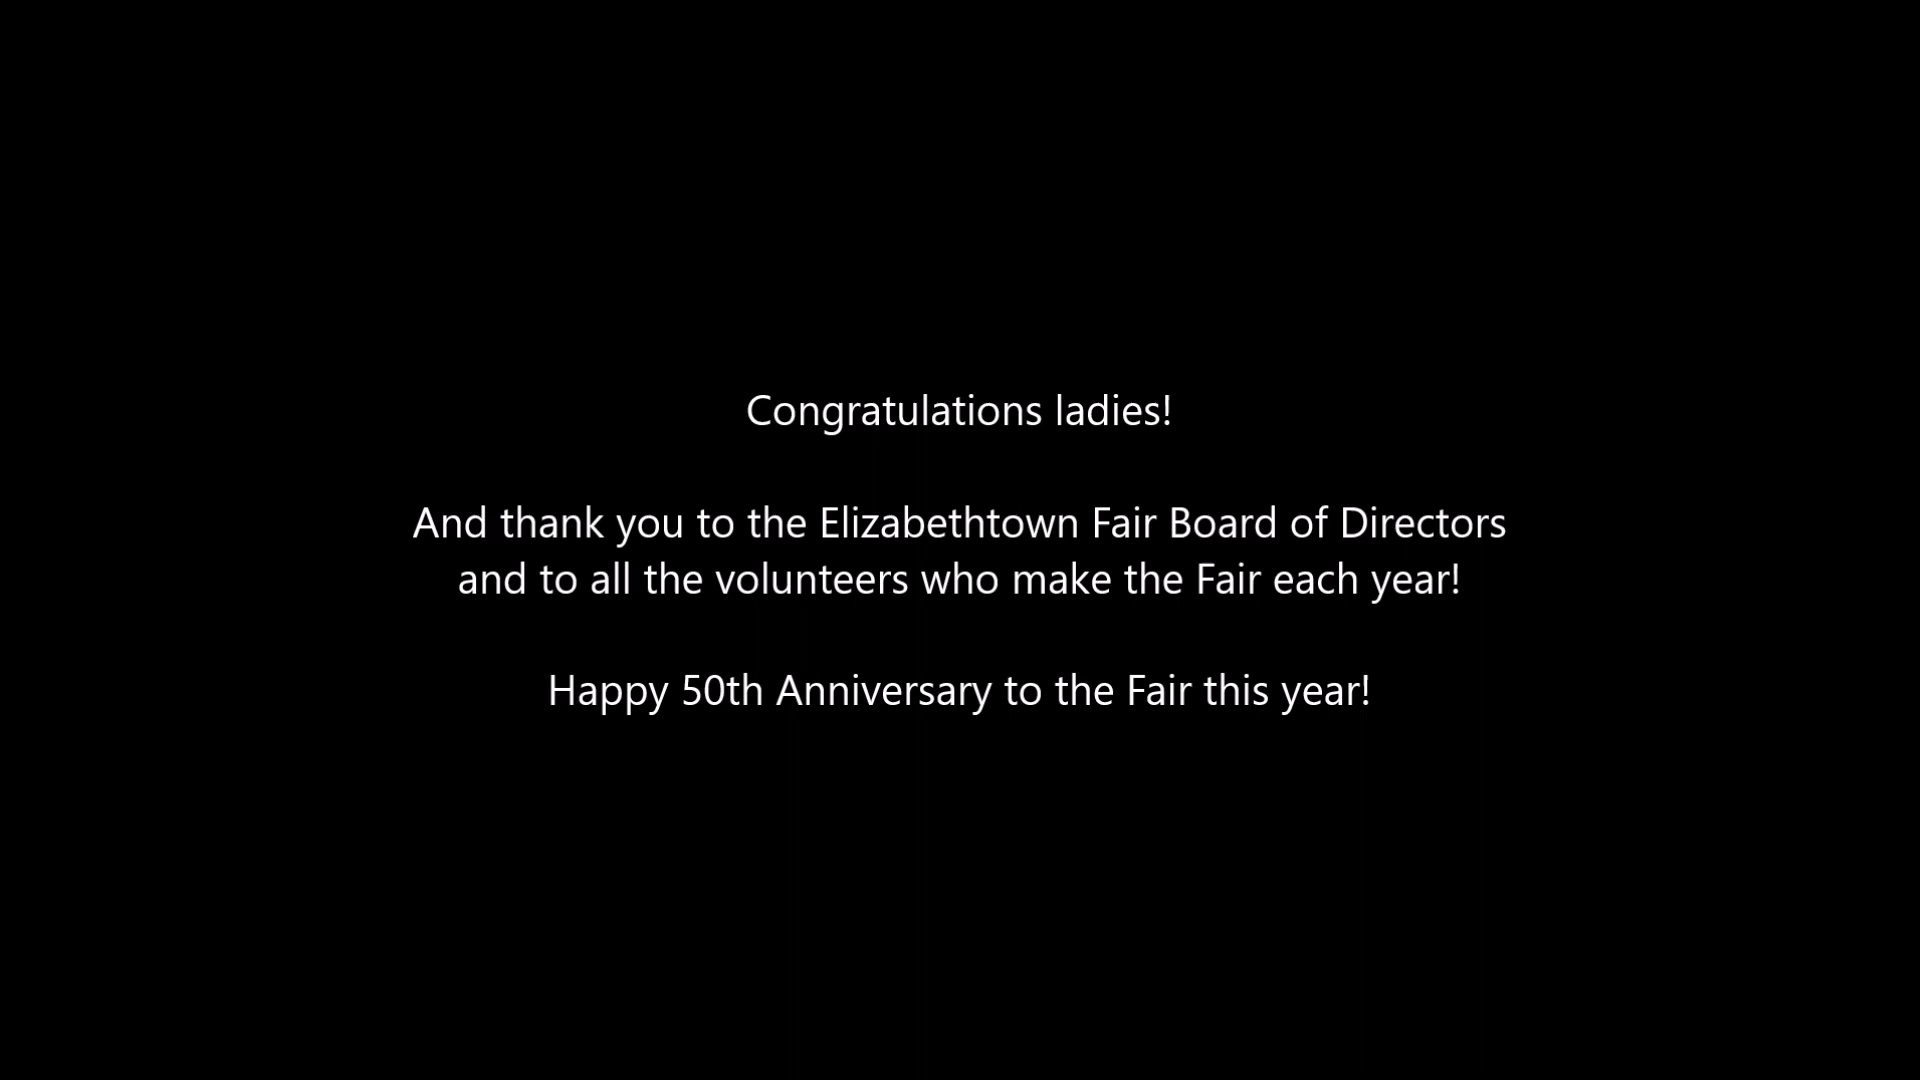 Congratulations ladies!
And thank you to the Elizabethtown Fair Board of Directors
and to all the volunteers who make the Fair each year!
Happy 50th Anniversary to the Fair this year!